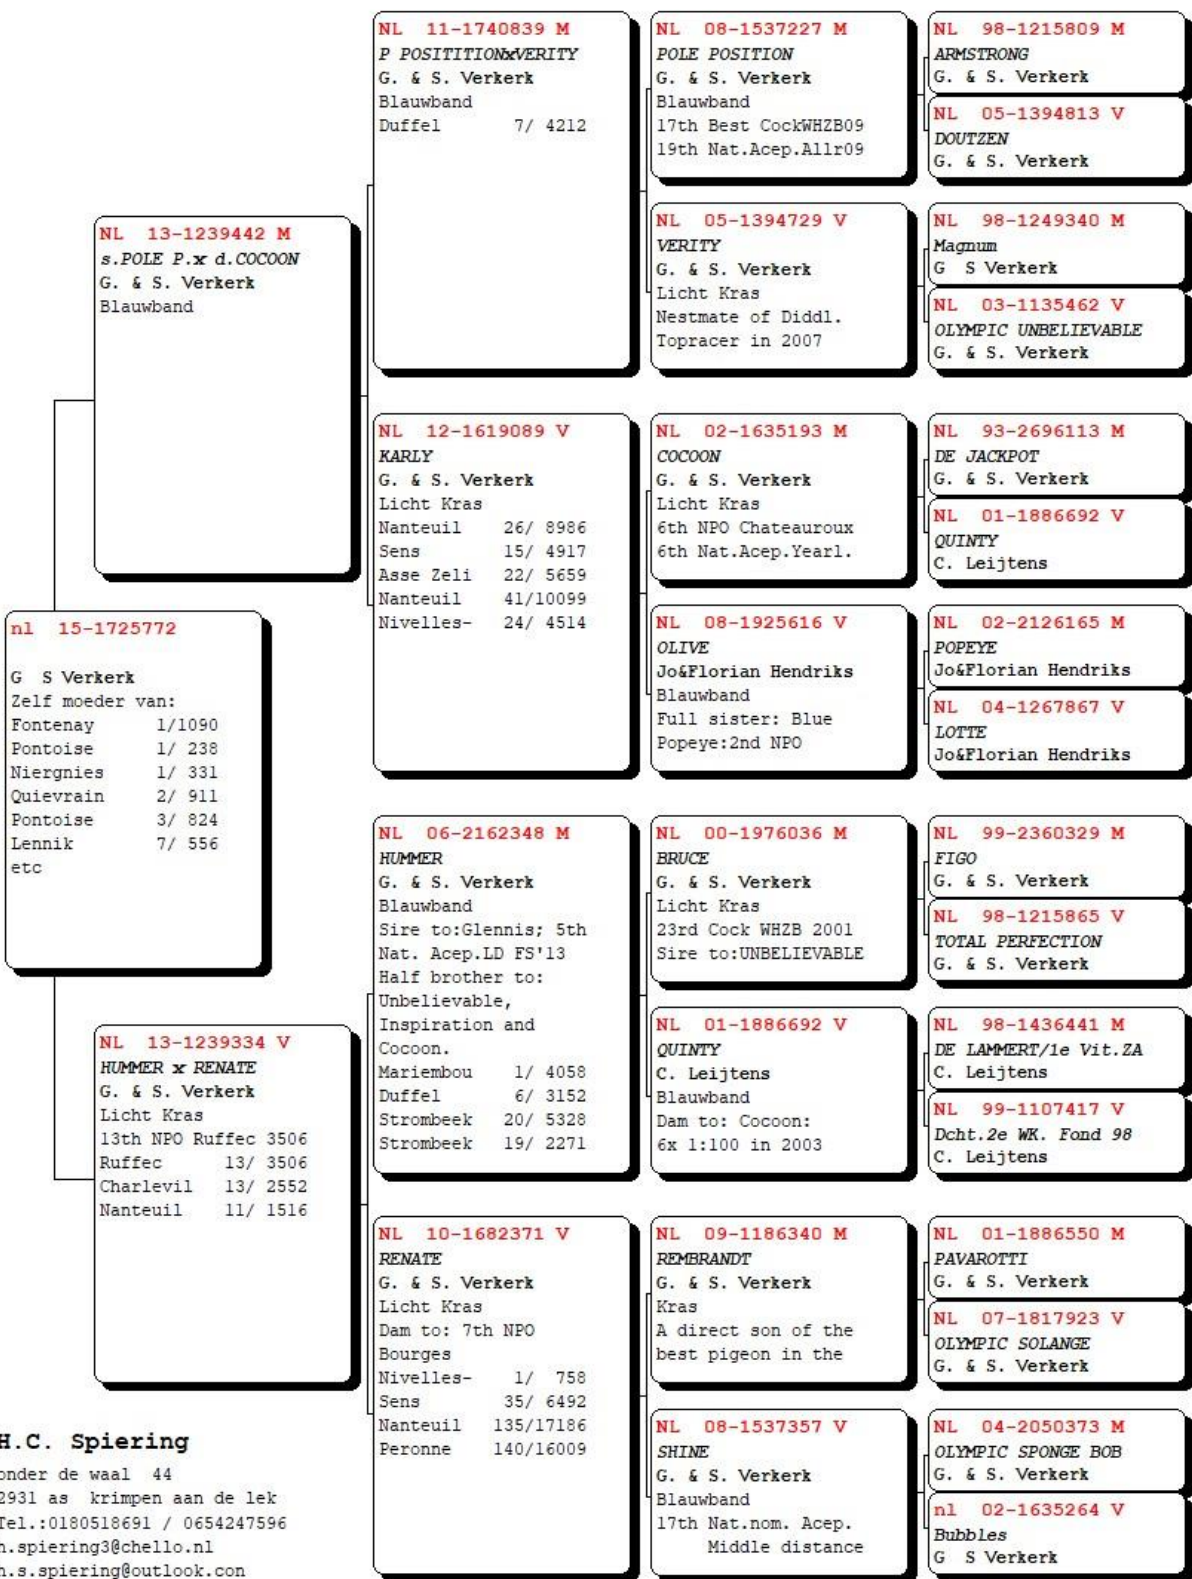 nl 15-1725772
G S Verkerk
Zelf moeder van:
Fontenay 1/1090
Pontoise 1/ 238
Niergnies 1/ 331
Quievrain 2/ 911
Pontoise 3/ 824
Lennik 7/ 556
etc
NL 13-1239442 M
s.POLE P.x d.COCOON
G. & S. Verkerk
Blauwband
NL 13-1239334 V
HUMMER x RENATE
G. & S. Verkerk
Licht Kras
13th NPO Ruffec 3506
Ruffec 13/ 3506
Charlevil 13/ 2552
Nanteuil 11/ 1516
NL 11-1740839 M
P POSITITIONxVERITY
G. & S. Verkerk
Blauwband
Duffel 7/ 4212
NL 12-1619089 V
KARLY
G. & S. Verkerk
Licht Kras
Nanteuil 26/ 8986
Sens 15/ 4917
Asse Zeli 22/ 5659
Nanteuil 41/10099
Nivelles- 24/ 4514
NL 06-2162348 M
HUMMER
G. & S. Verkerk
Blauwband
Sire to:Glennis; 5th
Nat. Acep.LD FS'13
Half brother to:
Unbelievable,
Inspiration and
Cocoon.
Mariembou 1/ 4058
Duffel 6/ 3152
Strombeek 20/ 5328
Strombeek 19/ 2271
NL 10-1682371 V
RENATE
G. & S. Verkerk
Licht Kras
Dam to: 7th NPO
Bourges
Nivelles- 1/ 758
Sens 35/ 6492
Nanteuil 135/17186
Peronne 140/16009
NL 08-1537227 M
POLE POSITION
G. & S. Verkerk
Blauwband
17th Best CockWHZB09
19th Nat.Acep.Allr09
NL 05-1394729 V
VERITY
G. & S. Verkerk
Licht Kras
Nestmate of Diddl.
Topracer in 2007
NL 02-1635193 M
COCOON
G. & S. Verkerk
Licht Kras
6th NPO Chateauroux
6th Nat.Acep.Yearl.
NL 08-1925616 V
OLIVE
Jo&Florian Hendriks
Blauwband
Full sister: Blue
Popeye:2nd NPO
NL 00-1976036 M
BRUCE
G. & S. Verkerk
Licht Kras
23rd Cock WHZB 2001
Sire to:UNBELIEVABLE
NL 01-1886692 V
QUINTY
C. Leijtens
Blauwband
Dam to: Cocoon:
6x 1:100 in 2003
NL 09-1186340 M
REMBRANDT
G. & S. Verkerk
Kras
A direct son of the
best pigeon in the
NL 08-1537357 V
SHINE
G. & S. Verkerk
Blauwband
17th Nat.nom. Acep.
Middle distance
NL 98-1215809 M
ARMSTRONG
G. & S. Verkerk
NL 05-1394813 V
DOUTZEN
G. & S. Verkerk
NL 98-1249340 M
Magnum
G S Verkerk
NL 03-1135462 V
OLYMPIC UNBELIEVABLE
G. & S. Verkerk
NL 93-2696113 M
DE JACKPOT
G. & S. Verkerk
NL 01-1886692 V
QUINTY
C. Leijtens
NL 02-2126165 M
POPEYE
Jo&Florian Hendriks
NL 04-1267867 V
LOTTE
Jo&Florian Hendriks
NL 99-2360329 M
FIGO
G. & S. Verkerk
NL 98-1215865 V
TOTAL PERFECTION
G. & S. Verkerk
NL 98-1436441 M
DE LAMMERT/1e Vit.ZA
C. Leijtens
NL 99-1107417 V
Dcht.2e WK. Fond 98
C. Leijtens
NL 01-1886550 M
PAVAROTTI
G. & S. Verkerk
NL 07-1817923 V
OLYMPIC SOLANGE
G. & S. Verkerk
NL 04-2050373 M
OLYMPIC SPONGE BOB
G. & S. Verkerk
nl 02-1635264 V
Bubbles
G S Verkerk
H.C. Spiering
onder de waal 44
2931 as krimpen aan de lek
Tel.:0180518691 / 0654247596
h.spiering3@chello.nl
h.s.spiering@outlook.con